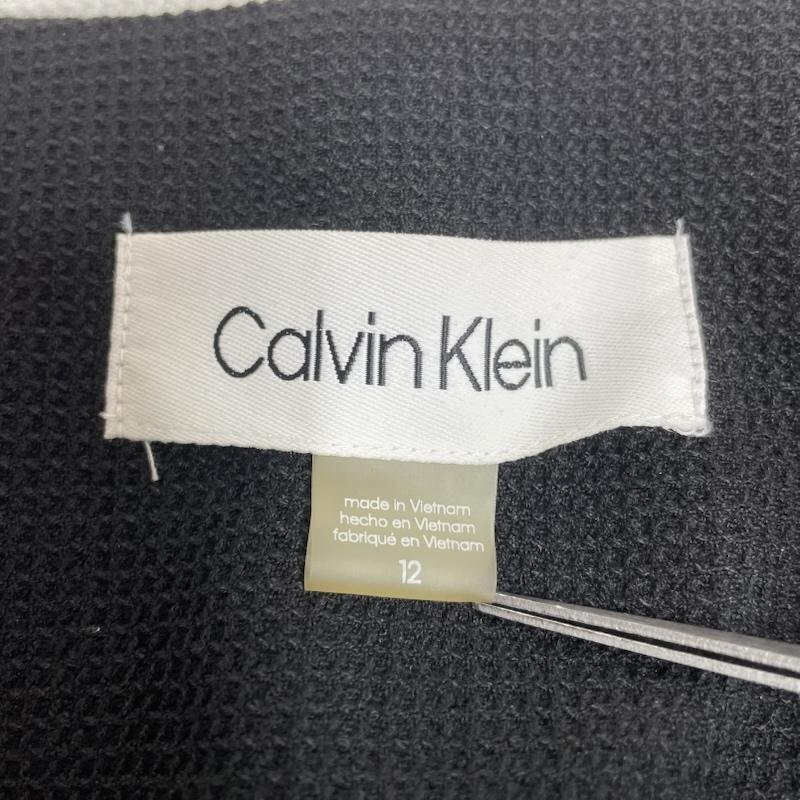 Calvin Klein
made in Vietnam
hecho en Vietnam
fabriqué en Vietnam
12